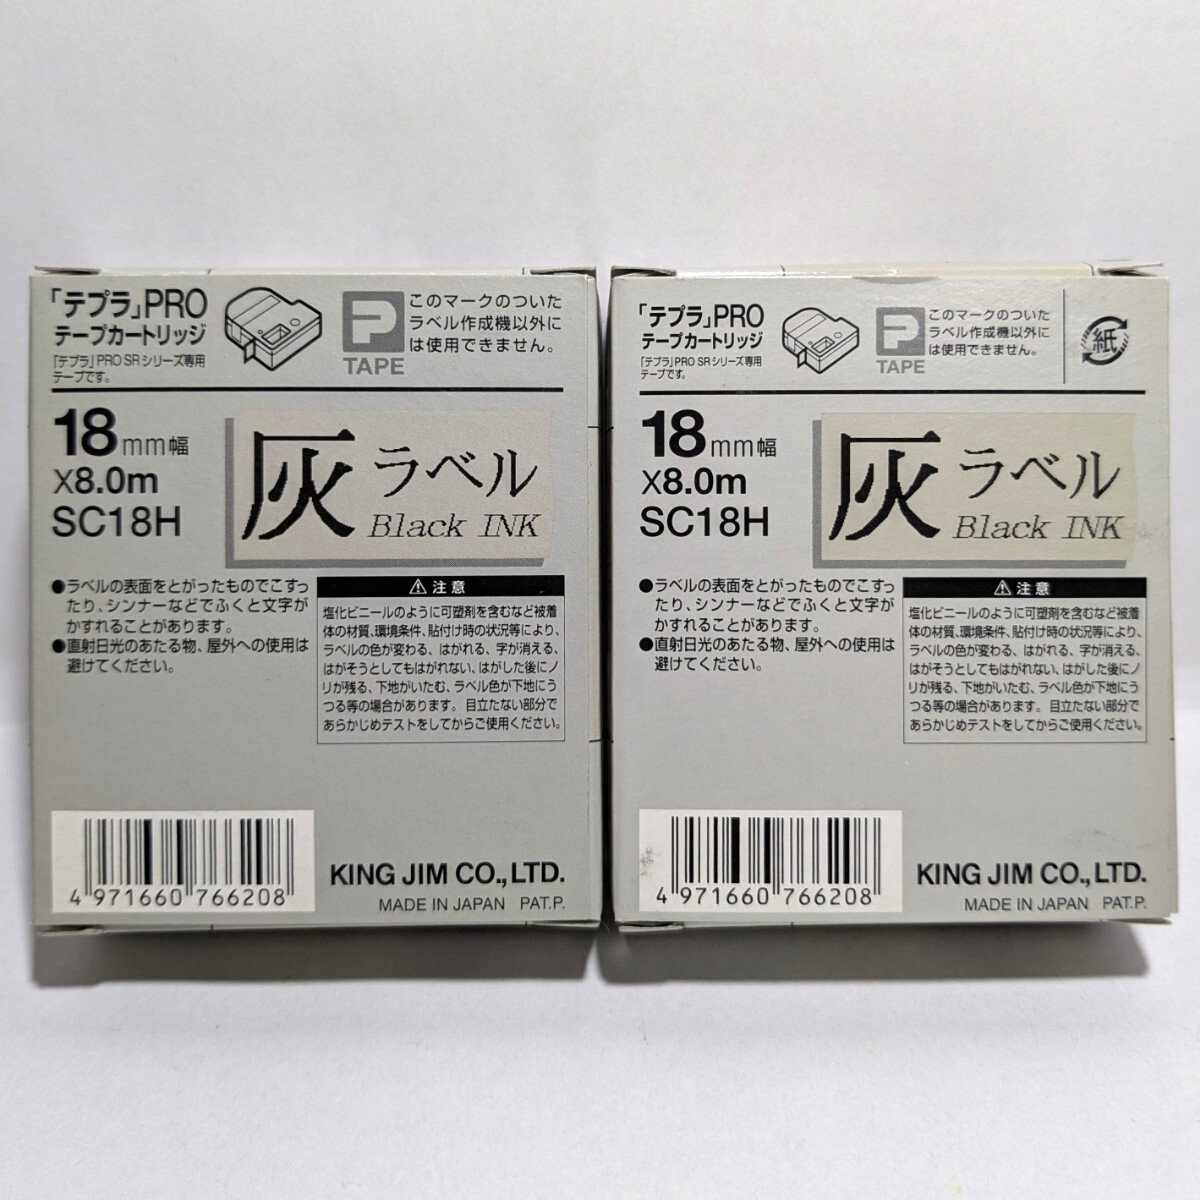 「テプラ」PRO
テープカートリッジ
「テプラ」PRO SRシリーズ専用
テープです。
TAPE
このマークのついた
ラベル作成機以外に
は使用できません。
18mm幅
X8.0m
SC18H
灰ラベル
Black INK
●ラベルの表面をとがったものでこすっ
たり、シンナーなどでふくと文字が
かすれることがあります。
●直射日光のあたる物、屋外への使用は
避けてください。
⚠注意
塩化ビニールのように可塑剤を含むなど被着
体の材質、環境条件、貼付け時の状況等により、
ラベルの色が変わる、はがれる、字が消える、
はがそうとしてもはがれない、はがした後にノ
リが残る、下地がいたむ、ラベル色が下地にう
つる等の場合があります。目立たない部分で
あらかじめテストをしてからご使用ください。
4 971660 766208
KING JIM CO., LTD.
MADE IN JAPAN PAT.P.
「テプラ」PRO
テープカートリッジ
「テプラ」PRO SRシリーズ専用
テープです。
TAPE
このマークのついた
ラベル作成機以外に
は使用できません。
紙
18mm幅
X8.0m
SC18H
灰ラベル
Black INK
●ラベルの表面をとがったものでこすっ
たり、シンナーなどでふくと文字が
かすれることがあります。
●直射日光のあたる物、屋外への使用は
避けてください。
⚠注意
塩化ビニールのように可塑剤を含むなど被着
体の材質、環境条件、貼付け時の状況等により、
ラベルの色が変わる、はがれる、字が消える、
はがそうとしてもはがれない、はがした後にノ
リが残る、下地がいたむ、ラベル色が下地にう
つる等の場合があります。目立たない部分で
あらかじめテストをしてからご使用ください。
4 971660 766208
KING JIM CO., LTD.
MADE IN JAPAN PAT.P.